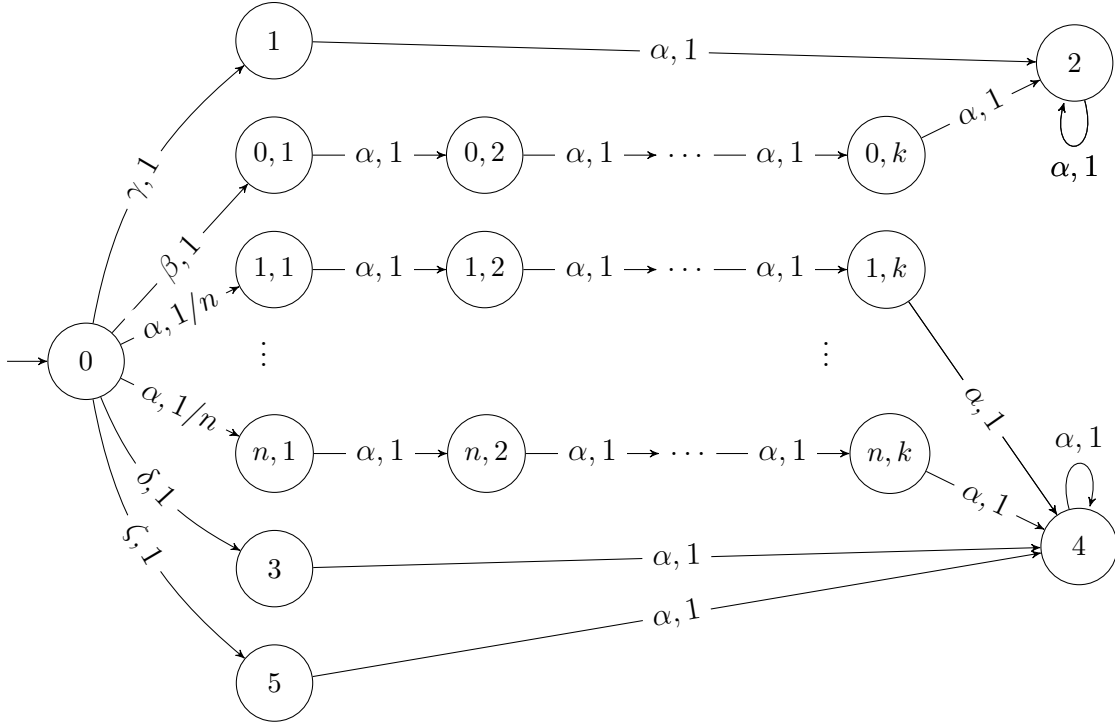 1
α, 1
2
α, 1
γ, 1
0, 1
α, 1
0, 2
α, 1
· · ·
α, 1
0, k
α, 1
β, 1
1, 1
α, 1
1, 2
α, 1
· · ·
α, 1
1, k
α, 1/n
0
⋮
⋮
α, 1
α, 1/n
n, 1
α, 1
n, 2
α, 1
· · ·
α, 1
n, k
α, 1
α, 1
δ, 1
ζ, 1
3
α, 1
4
α, 1
5